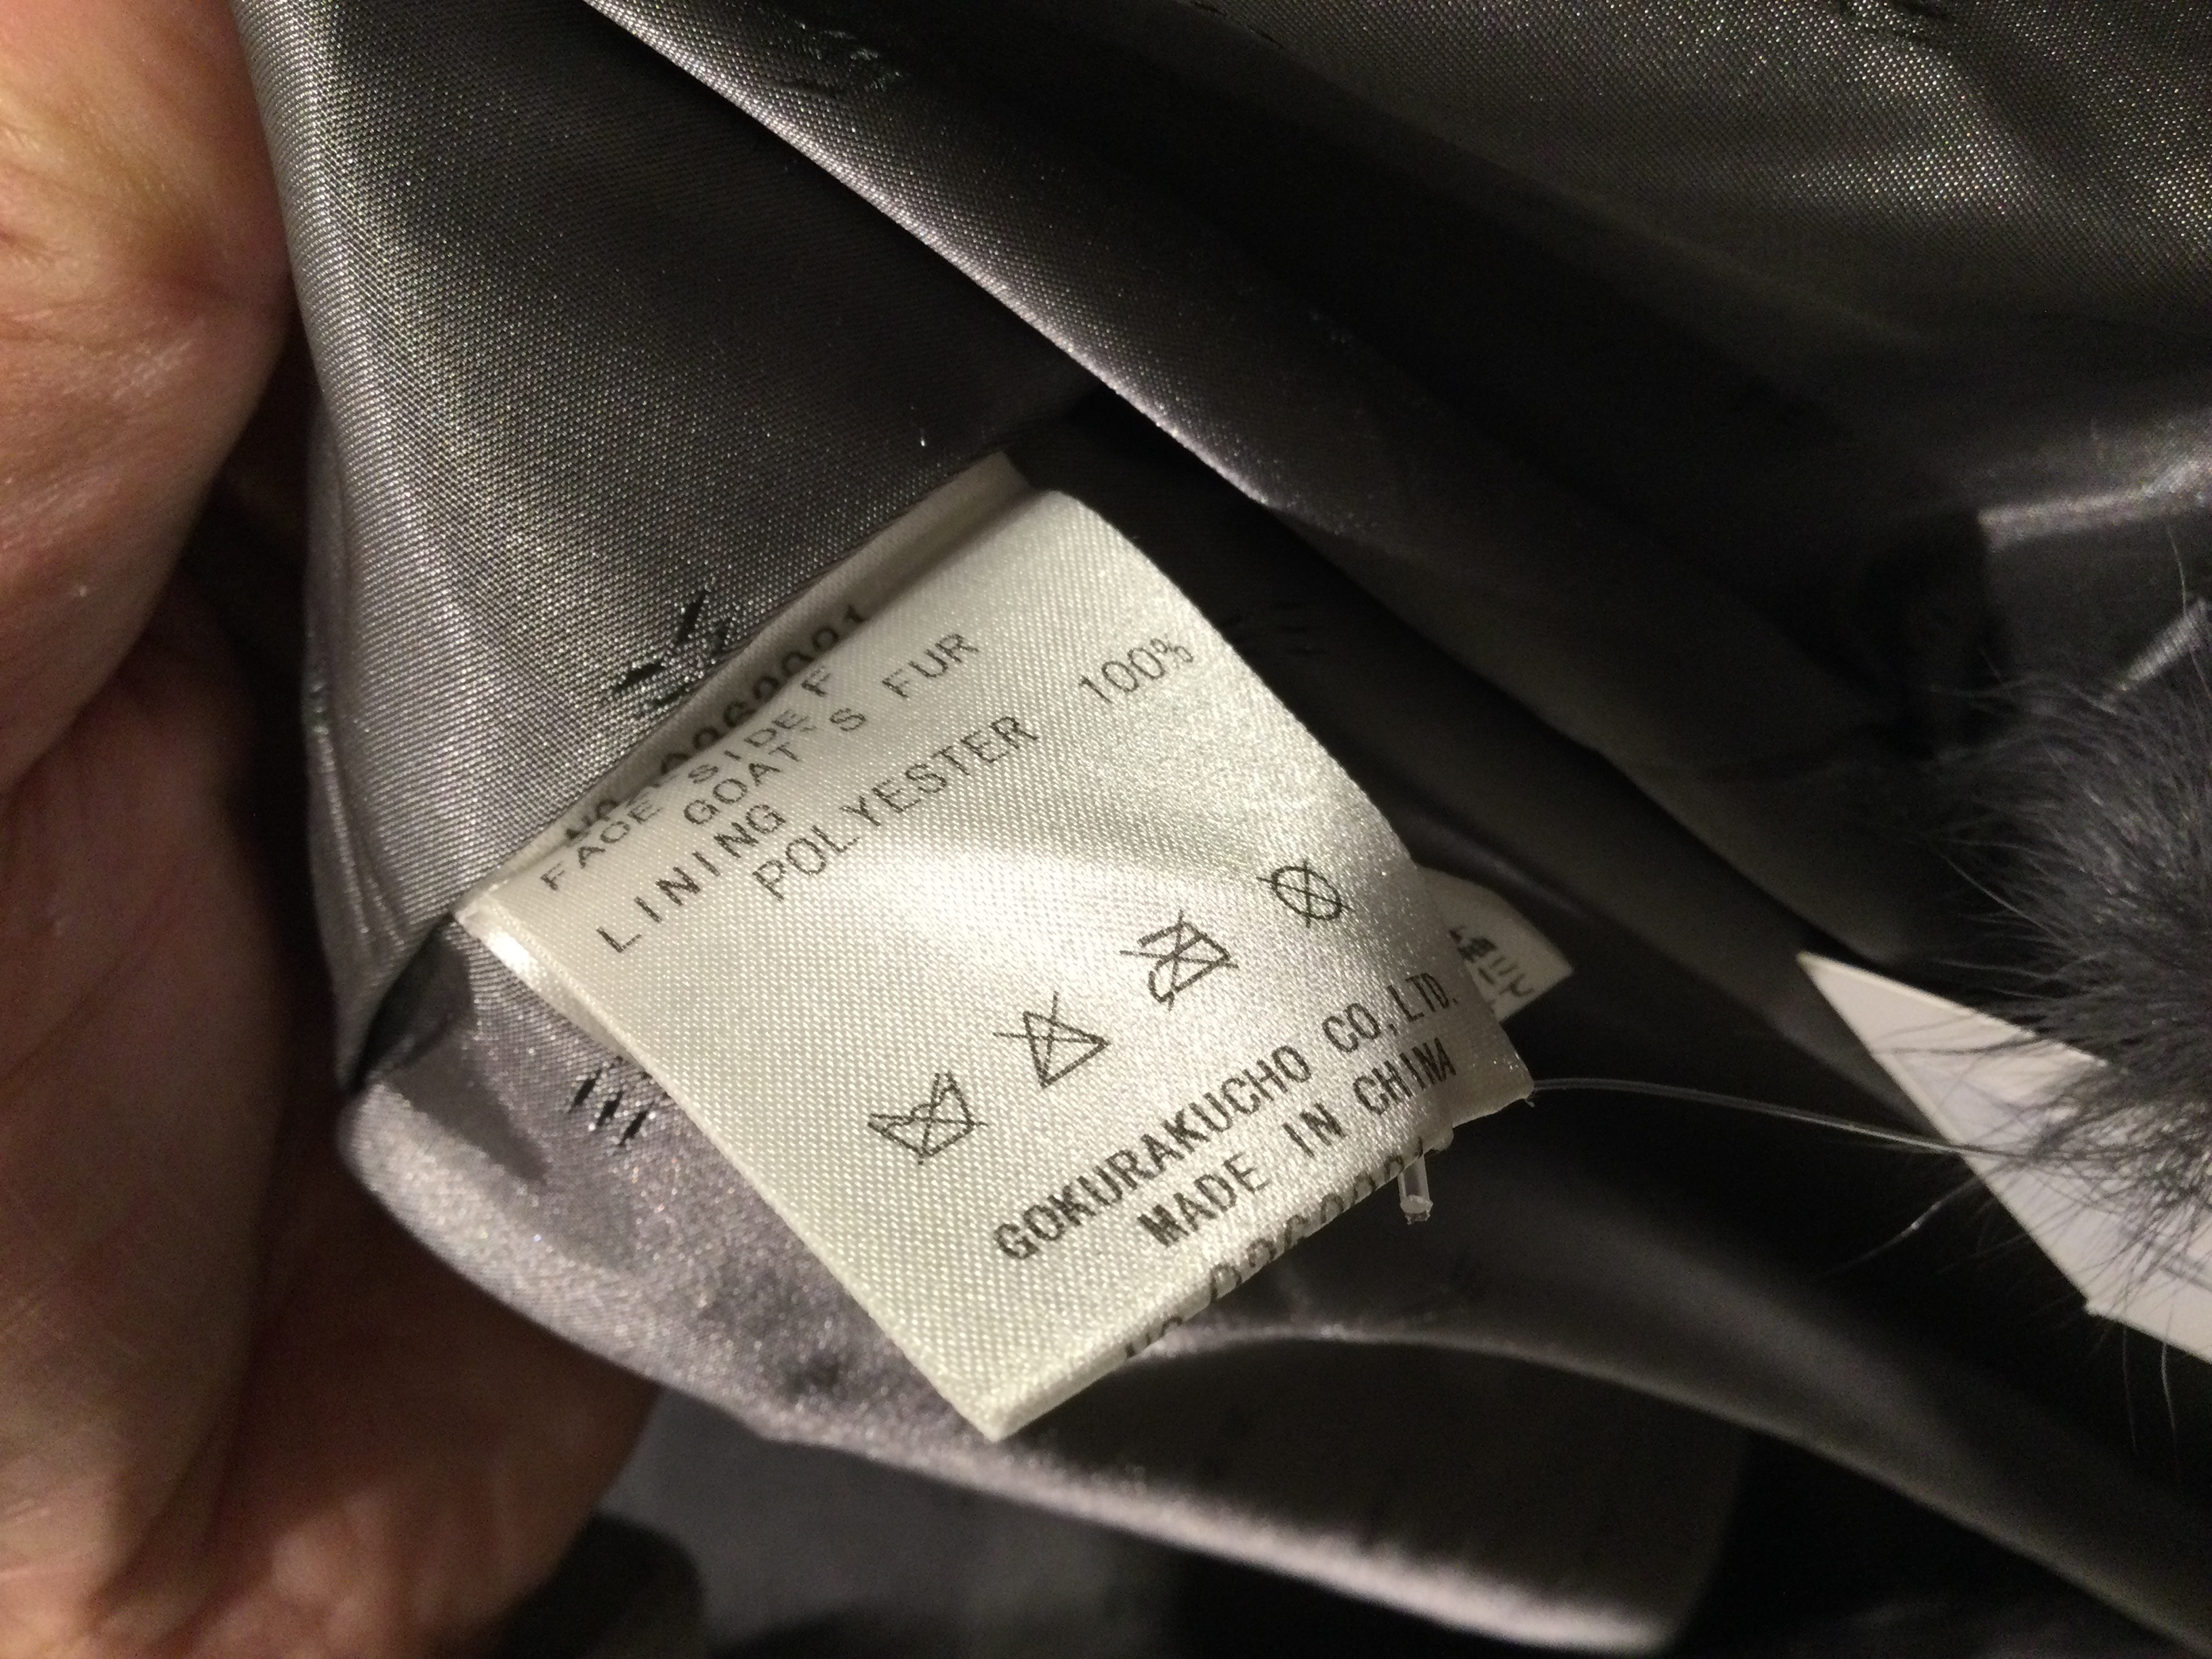 FACE SIDE F
GOAT'S FUR
LINING
POLYESTER 100%
GOKURAKUCHO CO,LTD.
MADE IN CHINA